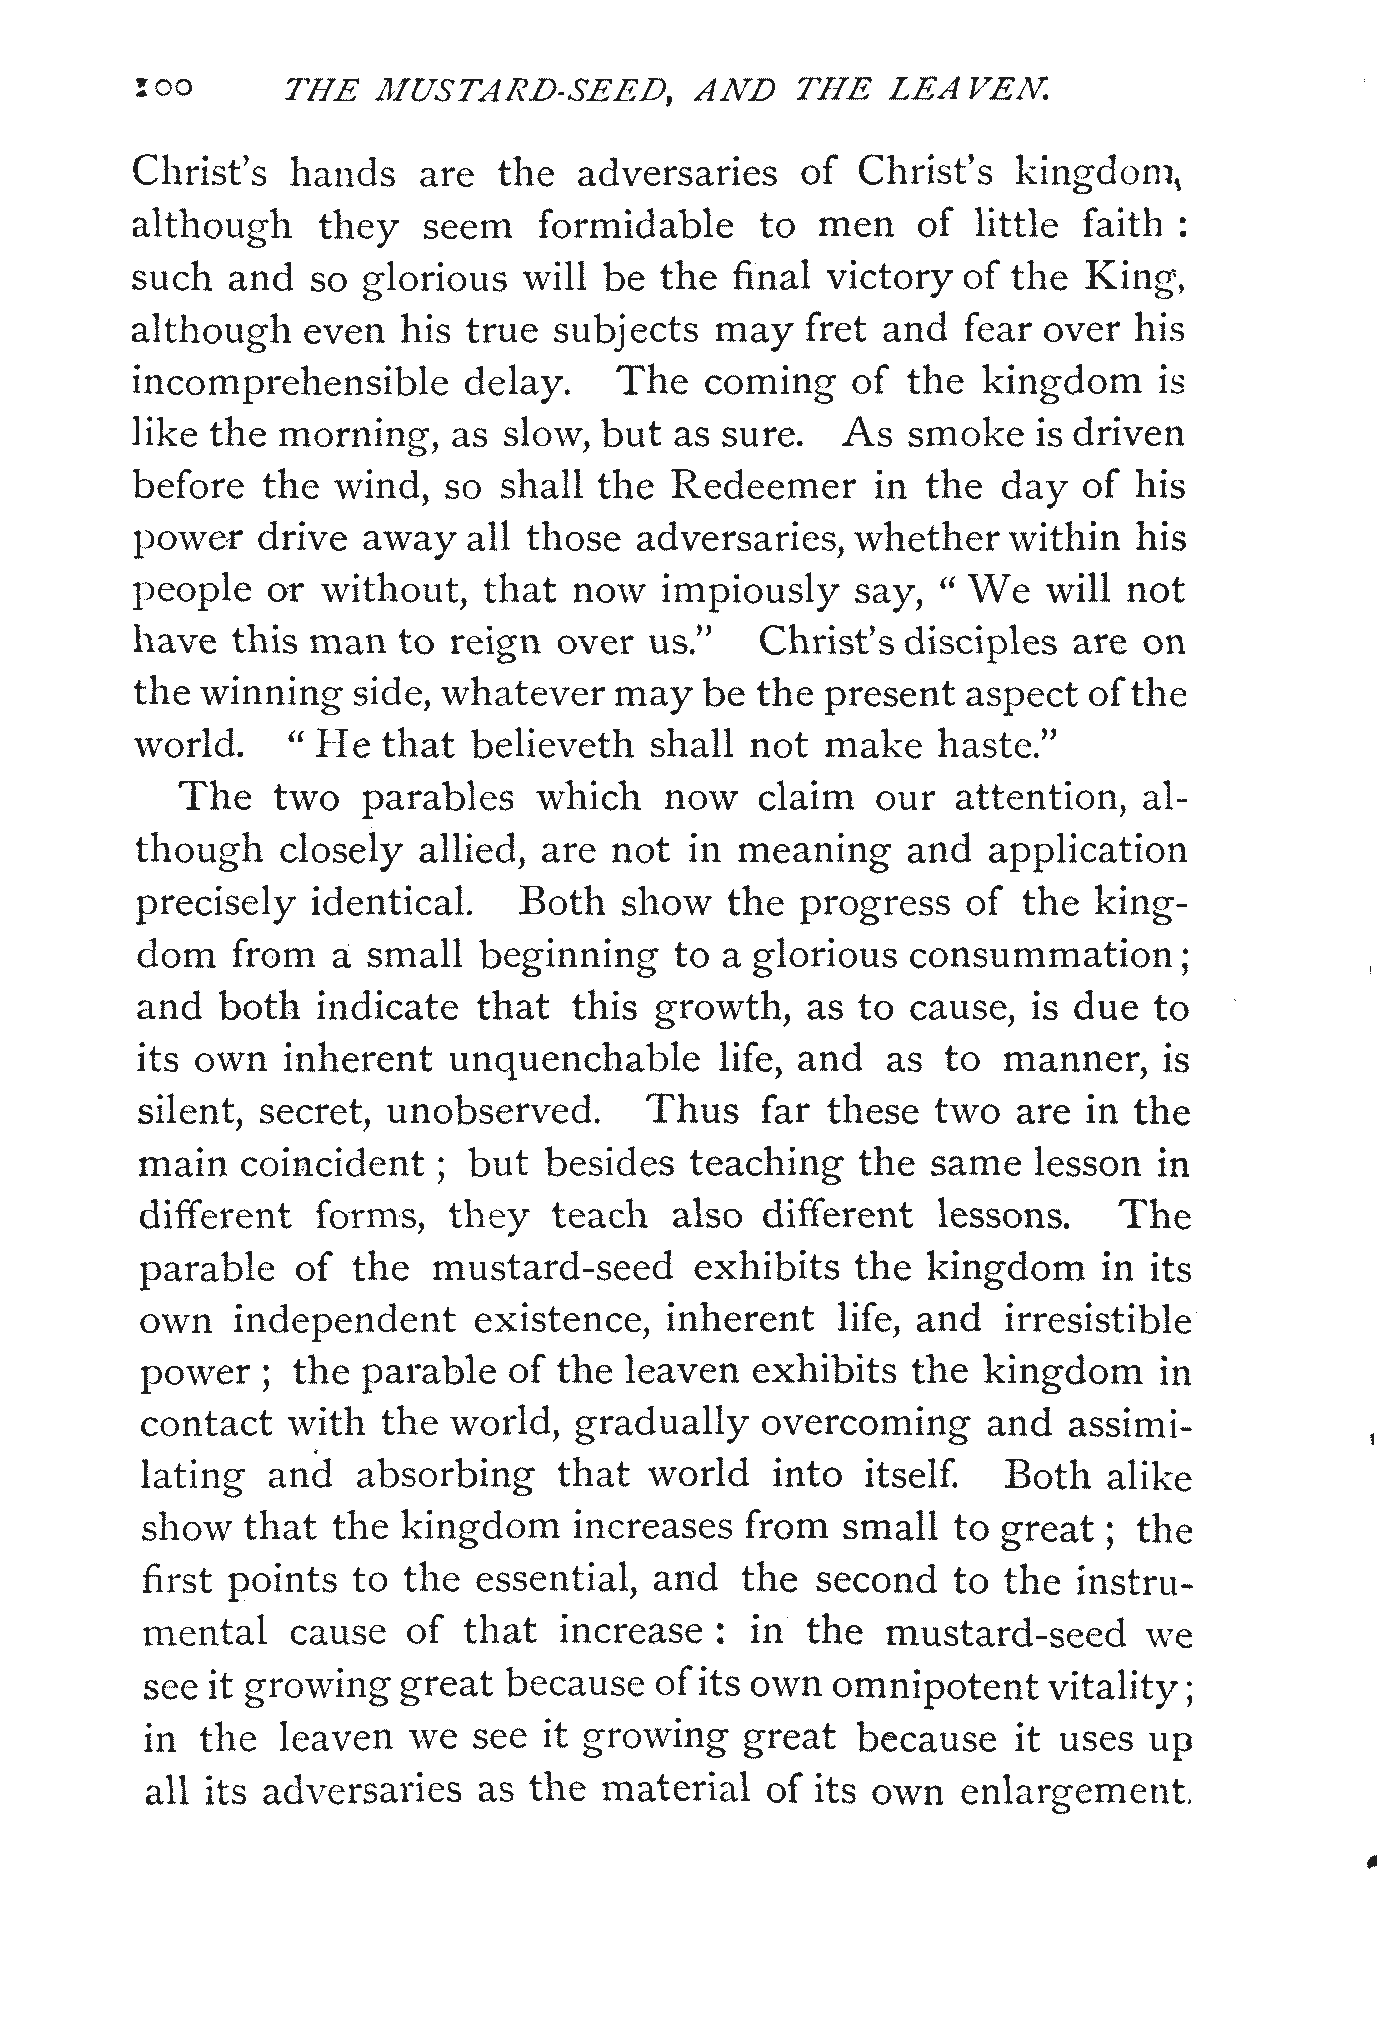 100 THE MUSTARD-SEED, AND THE LEAVEN.
Christ's hands are the adversaries of Christ's kingdom,
although they seem formidable to men of little faith :
such and so glorious will be the final victory of the King,
although even his true subjects may fret and fear over his
incomprehensible delay. The coming of the kingdom is
like the morning, as slow, but as sure. As smoke is driven
before the wind, so shall the Redeemer in the day of his
power drive away all those adversaries, whether within his
people or without, that now impiously say, “ We will not
have this man to reign over us.” Christ's disciples are on
the winning side, whatever may be the present aspect of the
world. “ He that believeth shall not make haste.”
The two parables which now claim our attention, al-
though closely allied, are not in meaning and application
precisely identical. Both show the progress of the king-
dom from a small beginning to a glorious consummation ;
and both indicate that this growth, as to cause, is due to
its own inherent unquenchable life, and as to manner, is
silent, secret, unobserved. Thus far these two are in the
main coincident ; but besides teaching the same lesson in
different forms, they teach also different lessons. The
parable of the mustard-seed exhibits the kingdom in its
own independent existence, inherent life, and irresistible
power ; the parable of the leaven exhibits the kingdom in
contact with the world, gradually overcoming and assimi-
lating and absorbing that world into itself. Both alike
show that the kingdom increases from small to great ; the
first points to the essential, and the second to the instru-
mental cause of that increase : in the mustard-seed we
see it growing great because of its own omnipotent vitality ;
in the leaven we see it growing great because it uses up
all its adversaries as the material of its own enlargement.